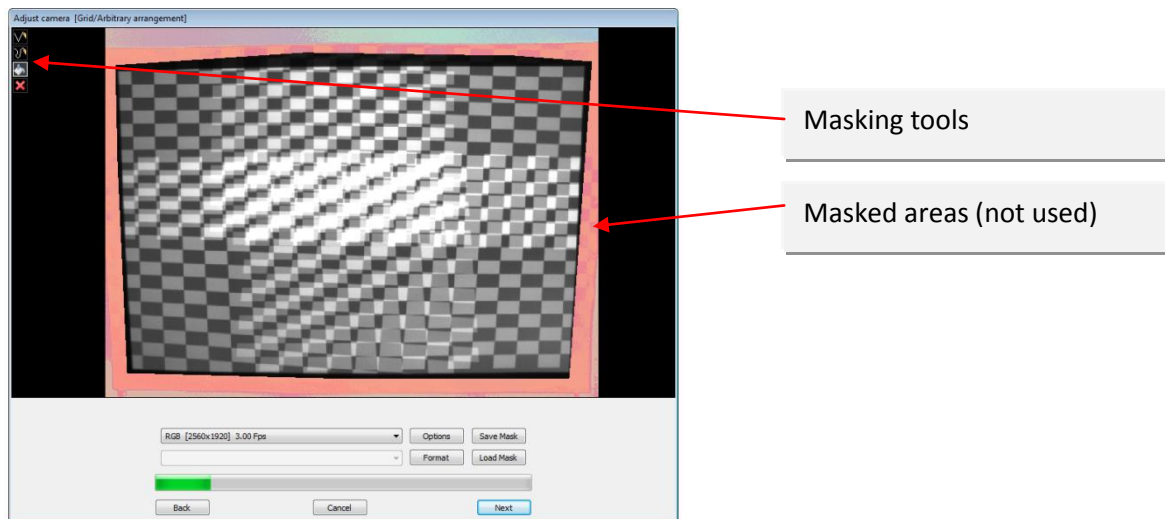 Adjust camera [Grid/Arbitrary arrangement]
Masking tools
Masked areas (not used)
RGB [2560x1920] 3.00 Fps
Options
Save Mask
Format
Load Mask
Back
Cancel
Next